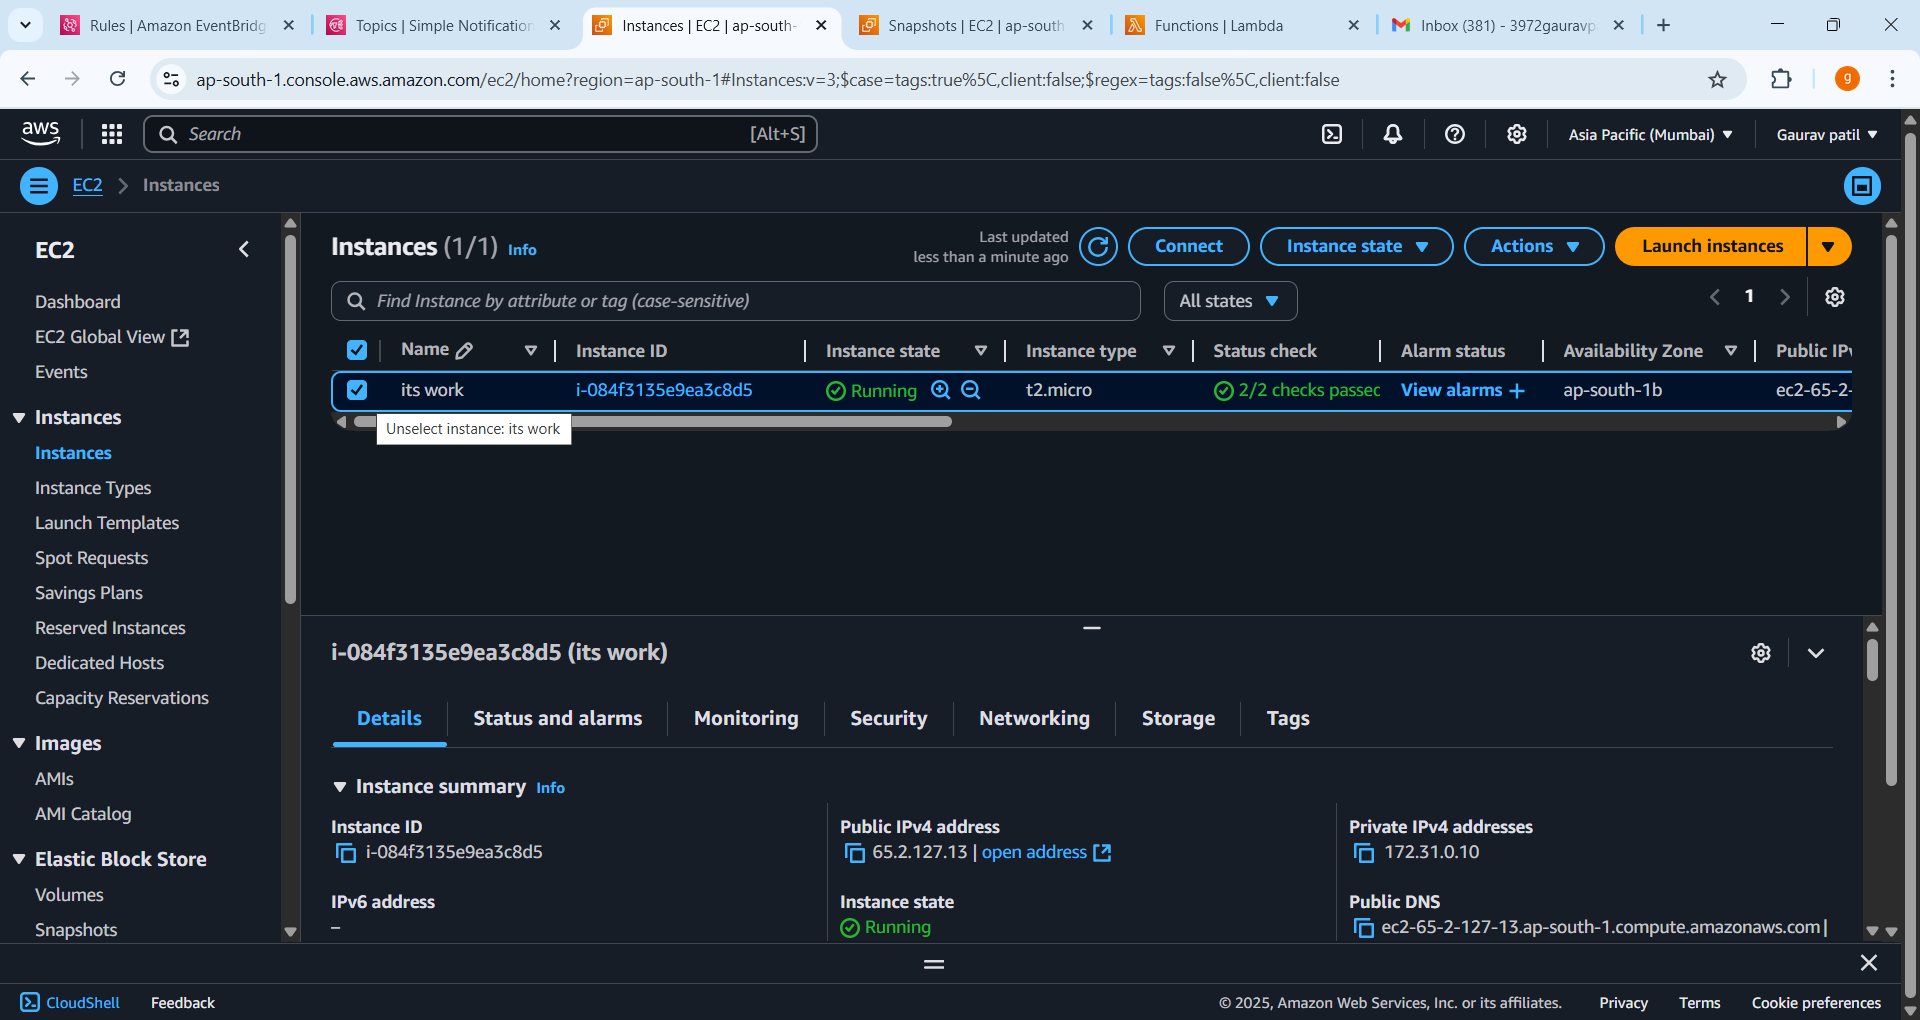 Rules | Amazon EventBridg
Topics | Simple Notification
Instances | EC2 | ap-south-
Snapshots | EC2 | ap-south
Functions | Lambda
Inbox (381) - 3972gauravp
ap-south-1.console.aws.amazon.com/ec2/home?region=ap-south-1#Instances:v=3;$case=tags:true%5C,client:false;$regex=tags:false%5C,client:false
g
aws
Search
[Alt+S]
Asia Pacific (Mumbai)
Gaurav patil
EC2
Instances
EC2
Dashboard
EC2 Global View
Events
Instances
Instances
Instance Types
Launch Templates
Spot Requests
Savings Plans
Reserved Instances
Dedicated Hosts
Capacity Reservations
Images
AMIs
AMI Catalog
Elastic Block Store
Volumes
Snapshots
Instances (1/1) Info
Last updated
less than a minute ago
Connect
Instance state
Actions
Launch instances
Find Instance by attribute or tag (case-sensitive)
All states
1
Name
Instance ID
Instance state
Instance type
Status check
Alarm status
Availability Zone
Public IPv
its work
i-084f3135e9ea3c8d5
Running
t2.micro
2/2 checks passec
View alarms +
ap-south-1b
ec2-65-2-
Unselect instance: its work
i-084f3135e9ea3c8d5 (its work)
Details
Status and alarms
Monitoring
Security
Networking
Storage
Tags
Instance summary Info
Instance ID
i-084f3135e9ea3c8d5
Public IPv4 address
65.2.127.13 | open address
Private IPv4 addresses
172.31.0.10
IPv6 address
–
Instance state
Running
Public DNS
ec2-65-2-127-13.ap-south-1.compute.amazonaws.com |
CloudShell
Feedback
© 2025, Amazon Web Services, Inc. or its affiliates.
Privacy
Terms
Cookie preferences